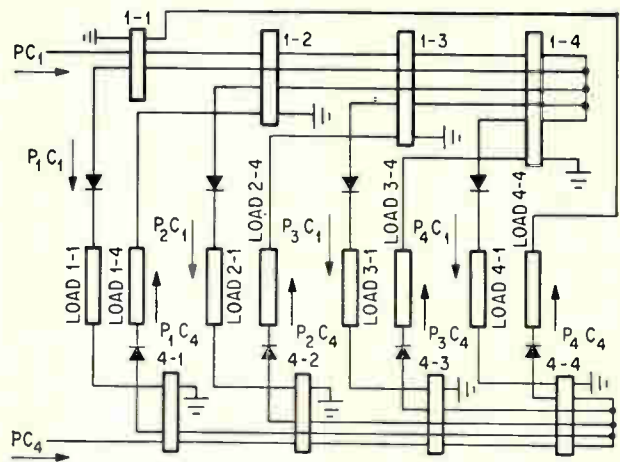 1-1
PC1
1-2
1-3
1-4
P1C1
LOAD 1-1
LOAD 1-4
P1C4
P2C1
LOAD 2-1
LOAD 2-4
P2C4
P3C1
LOAD 3-1
LOAD 3-4
P3C4
P4C1
LOAD 4-1
LOAD 4-4
P4C4
4-1
4-2
4-3
4-4
PC4